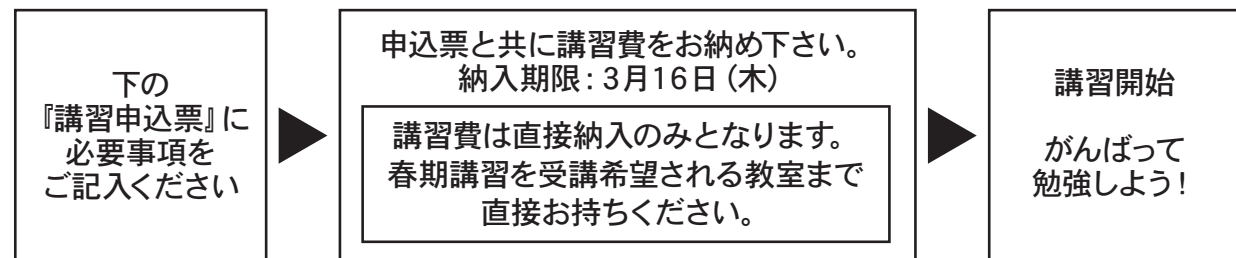 下の
『講習申込票』に
必要事項を
ご記入ください
申込票と共に講習費をお納め下さい。
納入期限：3月16日（木）
講習費は直接納入のみとなります。
春期講習を受講希望される教室まで
直接お持ちください。
講習開始
がんばって
勉強しよう！